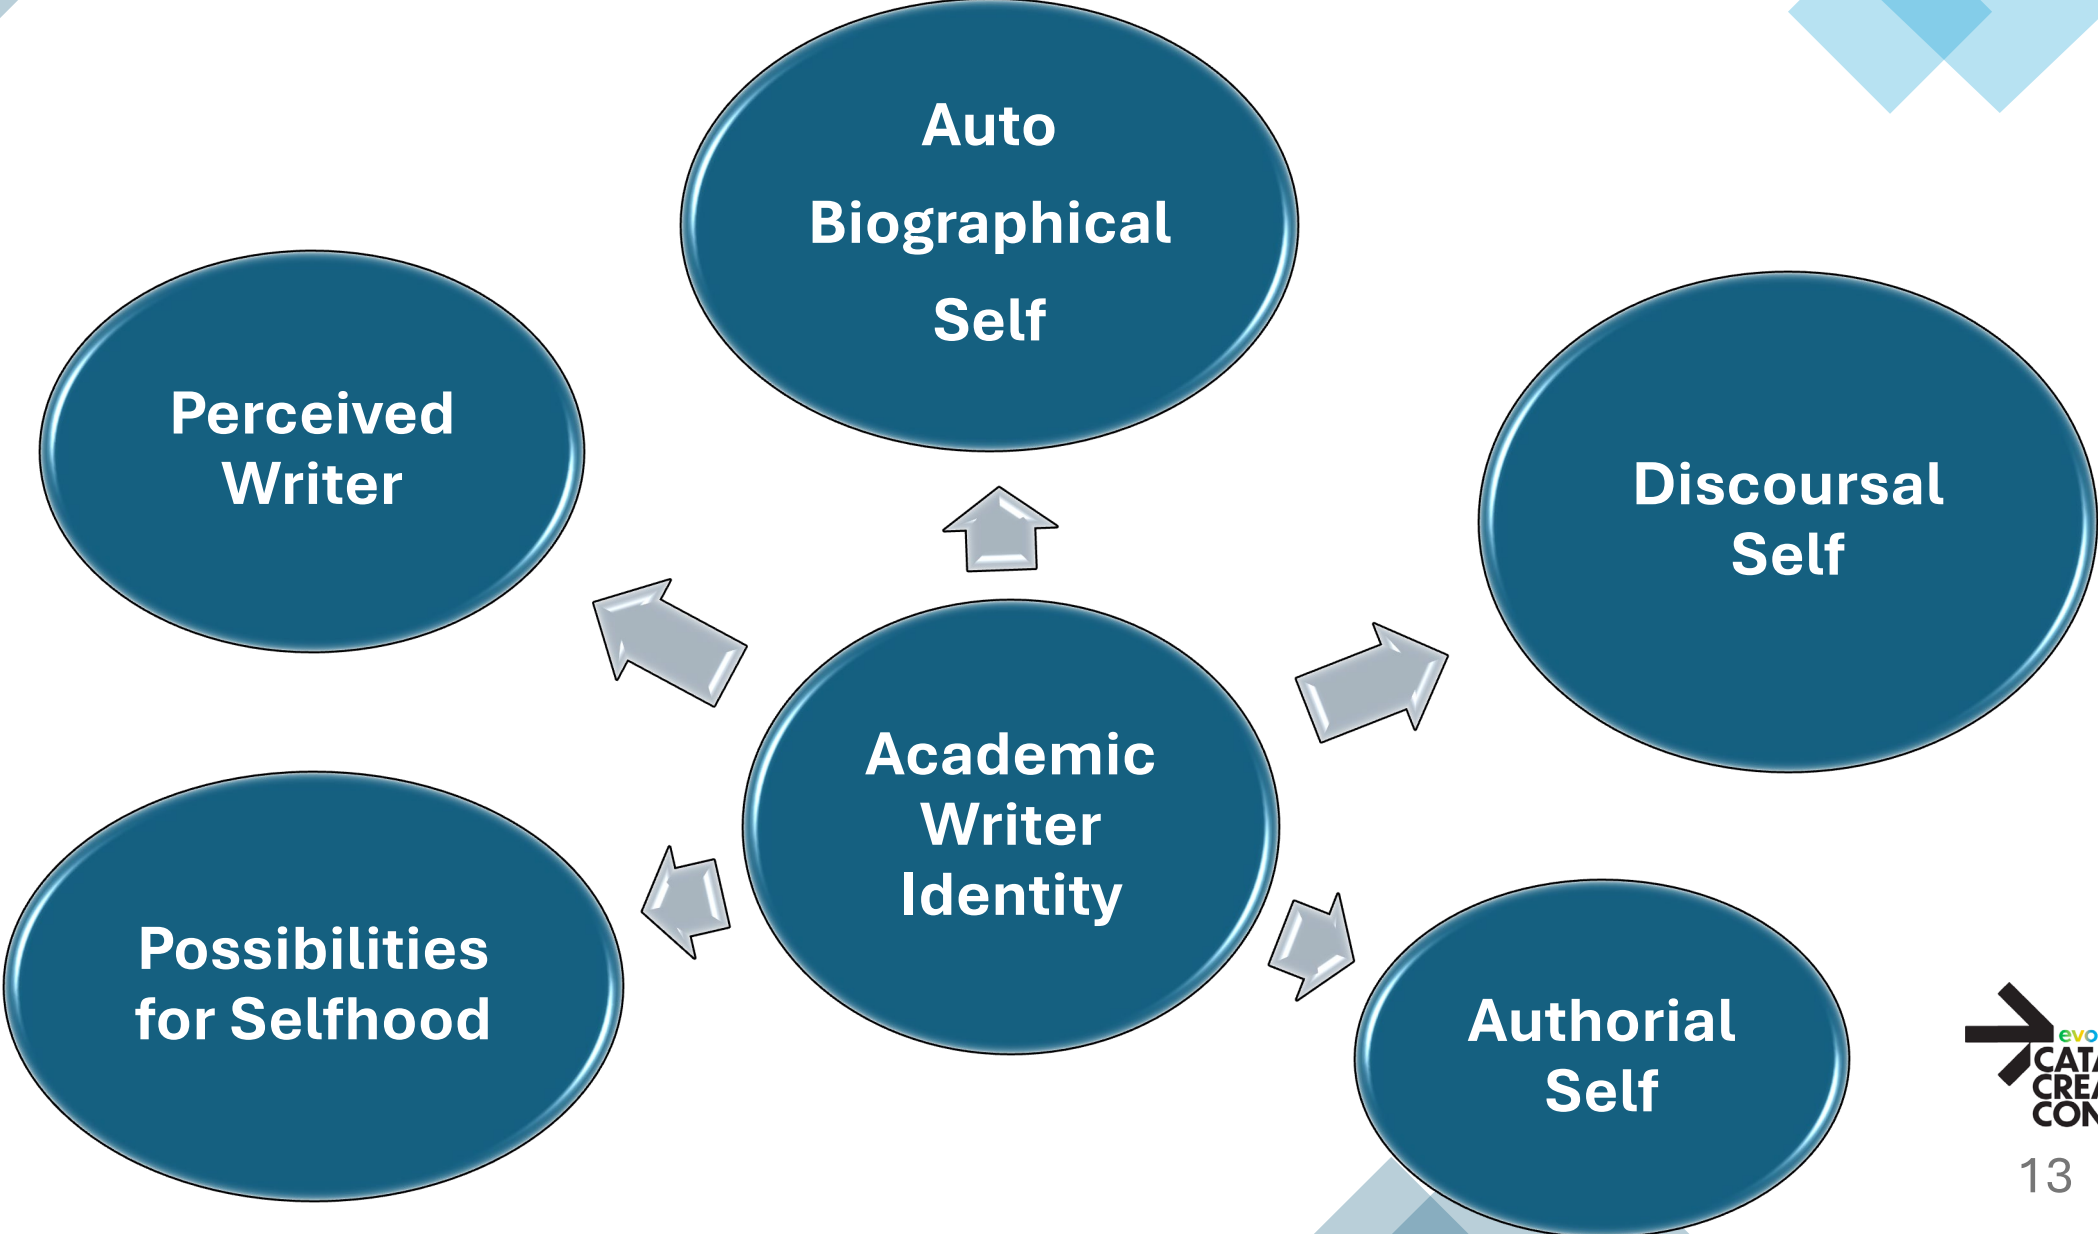 Auto
Biographical
Self
Perceived
Writer
Discoursal
Self
Academic
Writer
Identity
Possibilities
for Selfhood
Authorial
Self
13